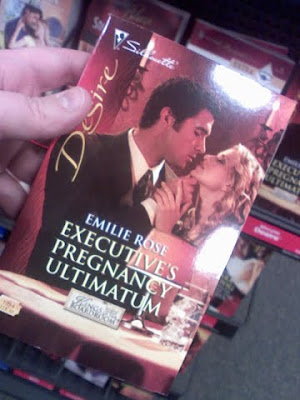 Silhouette
Desire
EMILIE ROSE
EXECUTIVE'S
PREGNANCY
ULTIMATUM